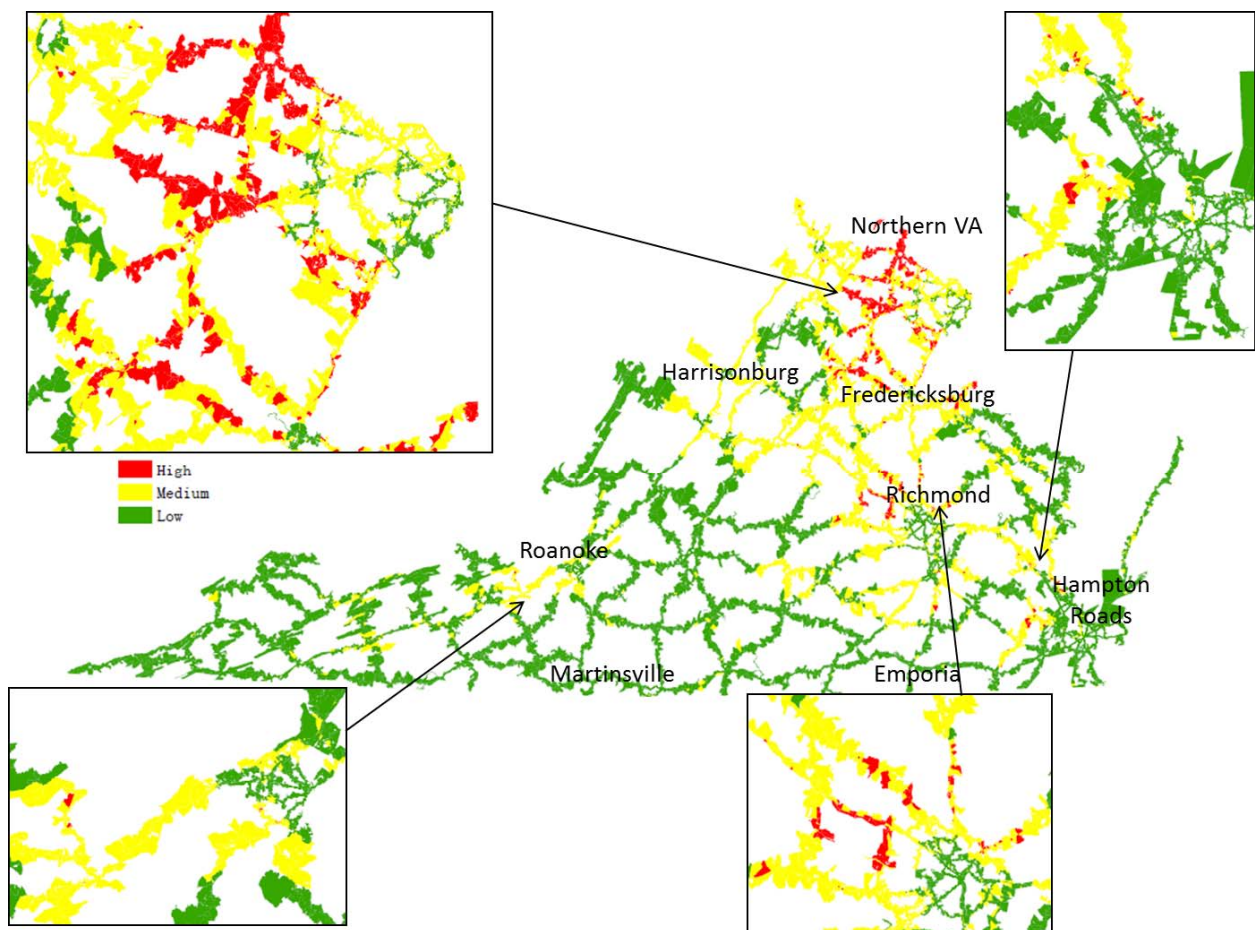 Northern VA
Harrisonburg
Fredericksburg
High
Medium
Low
Richmond
Roanoke
Hampton
Roads
Martinsville
Emporia